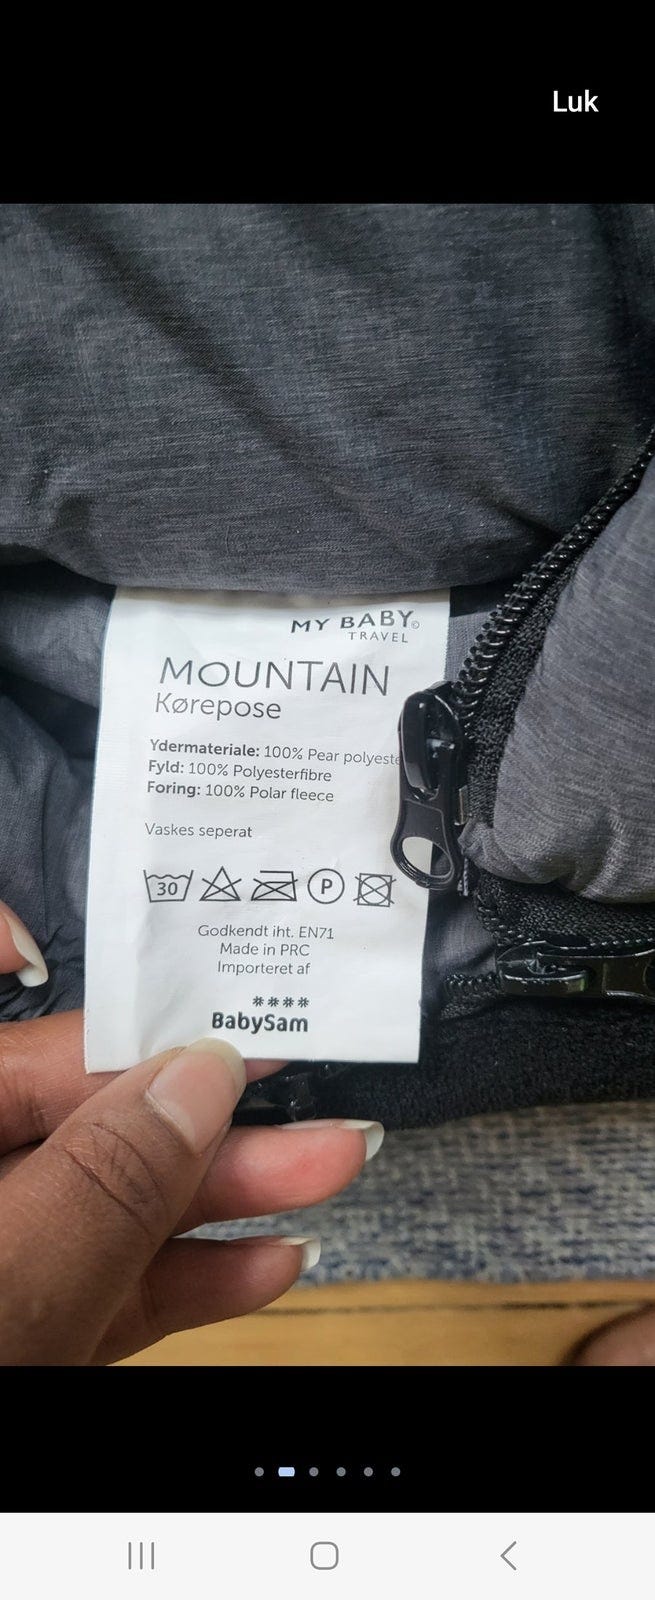 Luk
MY BABY©
TRAVEL
MOUNTAIN
Kørepose
Ydermateriale: 100% Pear polyeste
Fyld: 100% Polyesterfibre
Foring: 100% Polar fleece
Vaskes seperat
30 P
Godkendt iht. EN71
Made in PRC
Importeret af
BabySam